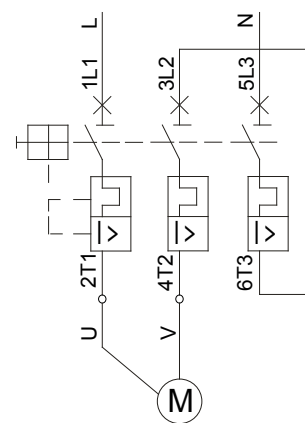 L N
1L1 3L2 5L3
I> I> I>
2T1 4T2 6T3
U V
M